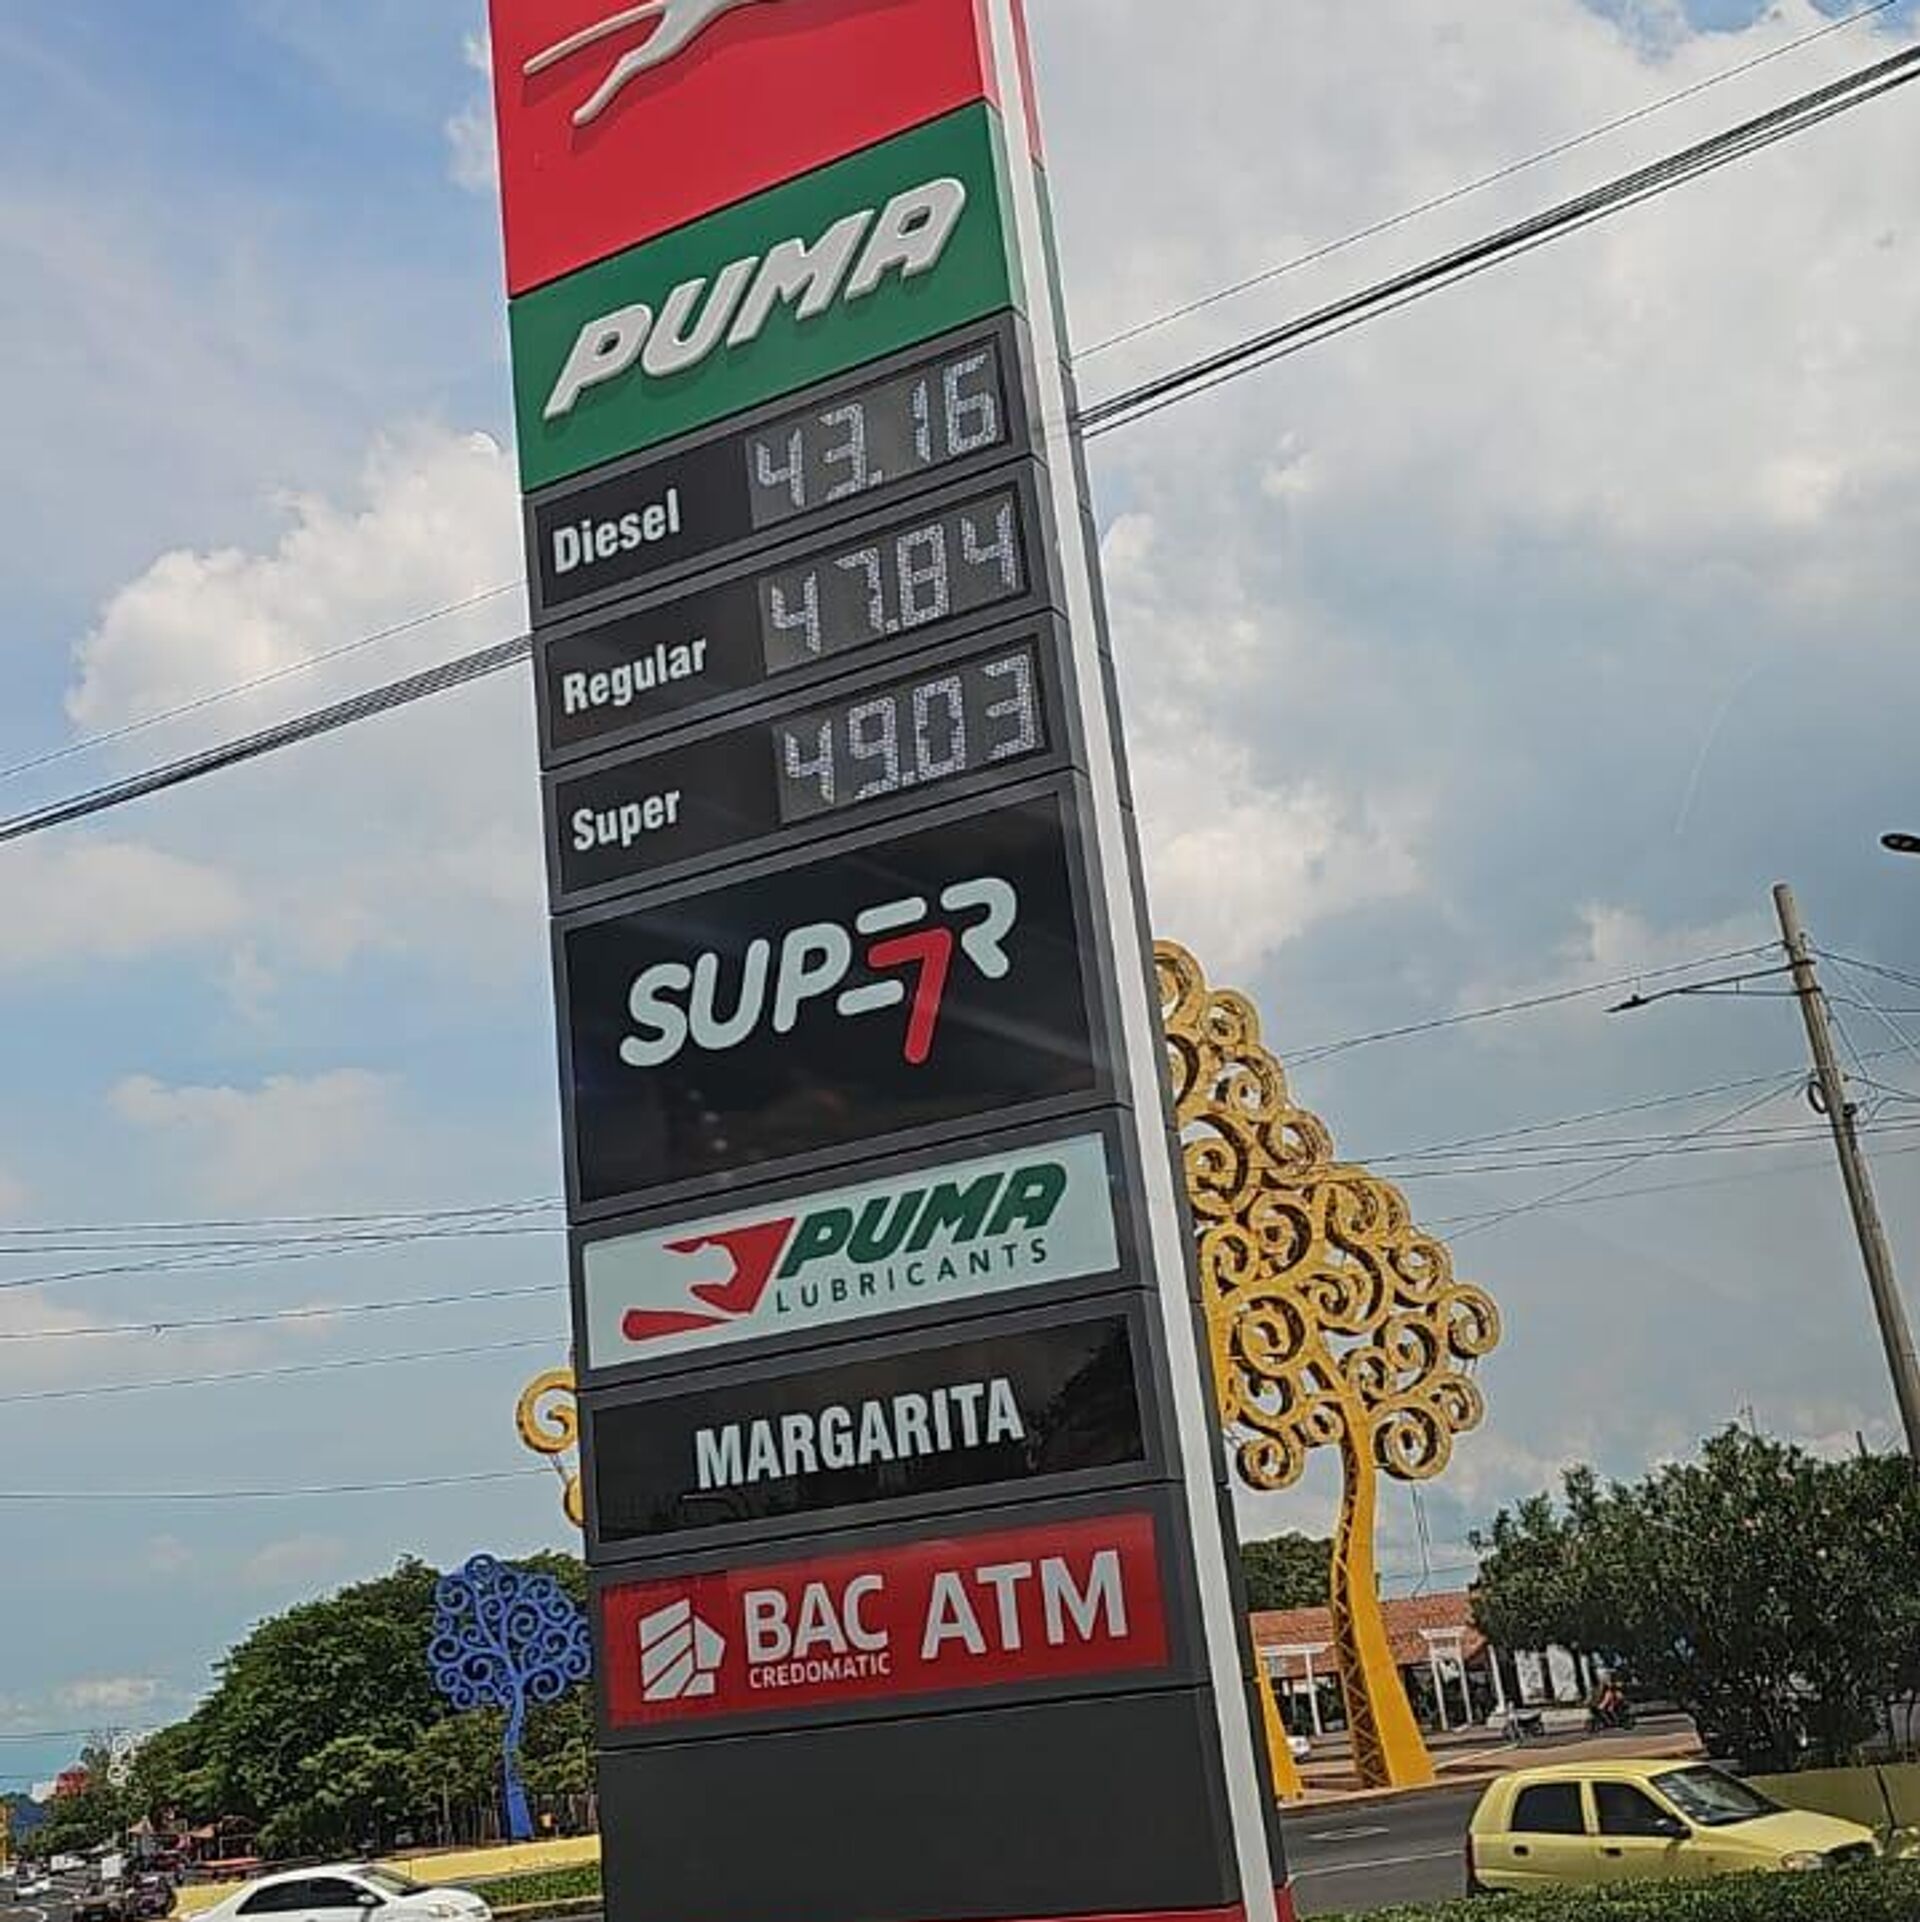 PUMA
Diesel 43.16
Regular 47.84
Super 49.03
SUPER7
PUMA
LUBRICANTS
MARGARITA
BAC ATM
CREDOMATIC